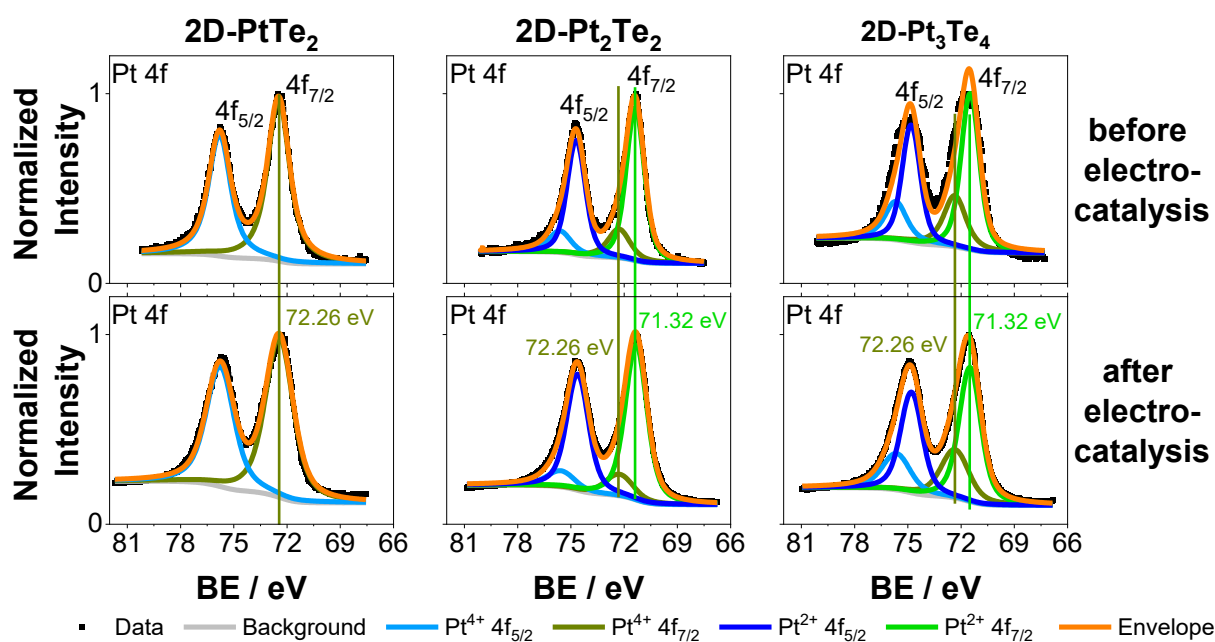 2D-PtTe₂
2D-Pt₂Te₂
2D-Pt₃Te₄
Pt 4f
4f₅/₂
4f₇/₂
Pt 4f
4f₅/₂
4f₇/₂
Pt 4f
4f₅/₂
4f₇/₂
Normalized
Intensity
1
0
before
electro-
catalysis
Pt 4f
72.26 eV
Pt 4f
72.26 eV
71.32 eV
Pt 4f
72.26 eV
71.32 eV
Normalized
Intensity
1
0
after
electro-
catalysis
81 78 75 72 69 66
81 78 75 72 69 66
81 78 75 72 69 66
BE / eV
BE / eV
BE / eV
Data Background Pt⁴⁺ 4f₅/₂ Pt⁴⁺ 4f₇/₂ Pt²⁺ 4f₅/₂ Pt²⁺ 4f₇/₂ Envelope